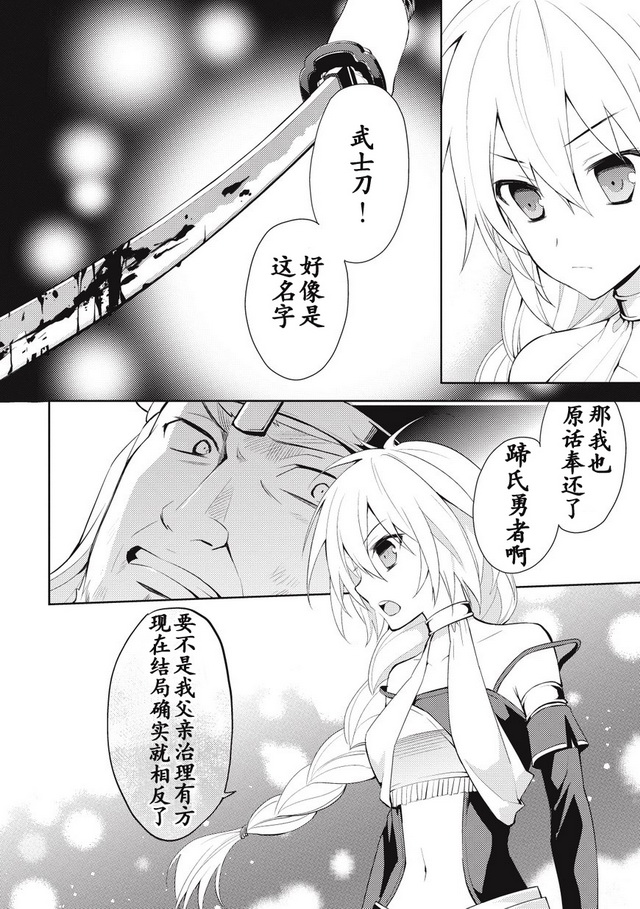 武士刀！
好像是
这名字
那我也
原话奉还了
蹄氏勇者啊
要不是我父亲治理有方
现在结局确实就相反了